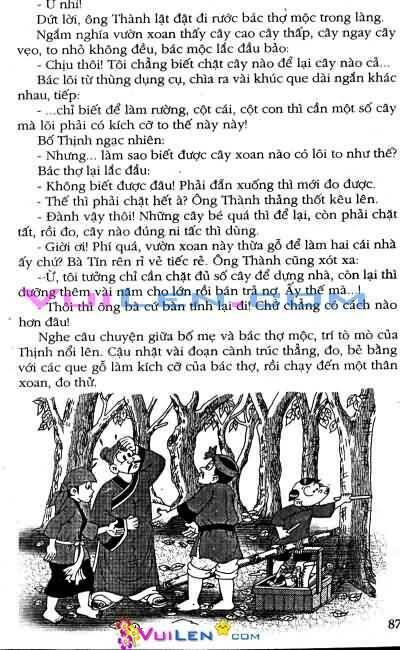 - Ừ nhỉ!
Dứt lời, ông Thành lật đật đi rước bác thợ mộc trong làng.
Ngắm nghía vườn xoan thấy cây cao cây thấp, cây ngay cây
vẹo, to nhỏ không đều, bác mộc lắc đầu bảo:
- Chịu thôi! Tôi chẳng biết chặt cây nào để lại cây nào cả...
Bác lôi từ thùng dụng cụ, chìa ra vài khúc que dài ngắn khác
nhau, tiếp:
- ...chỉ biết để làm rường, cột cái, cột con thì cần một số cây
mà lõi phải có kích cỡ to thế này này!
Bố Thịnh ngạc nhiên:
- Nhưng... làm sao biết được cây xoan nào có lõi to như thế?
Bác thợ lại lắc đầu:
- Không biết được đâu! Phải đẵn xuống thì mới đo được.
- Thế thì phải chặt hết à? Ông Thành thảng thốt kêu lên.
- Đành vậy thôi! Những cây bé quá thì để lại, còn phải chặt
tất, rồi đo, cây nào đúng ni tấc thì dùng.
- Giời ơi! Phí quá, vườn xoan này thừa gỗ để làm hai cái nhà
ấy chứ? Bà Tín rên rỉ vẻ tiếc rẻ. Ông Thành cũng xót xa:
- Ừ, tôi tưởng chỉ cần chặt đủ số cây để dựng nhà, còn lại thì
dưỡng thêm vài năm cho lớn rồi bán trả nợ. Ấy thế mà...!
- Thôi thì ông bà cứ bàn tính lại đi! Chứ chẳng có cách nào
hơn đâu!
Nghe câu chuyện giữa bố mẹ và bác thợ mộc, trí tò mò của
Thịnh nổi lên. Cậu nhặt vài đoạn cành trúc thẳng, đo, bẻ bằng
với các que gỗ làm kích cỡ của bác thợ, rồi chạy đến một thân
xoan, đo thử.
VUILEN.COM
87
VUILEN.com